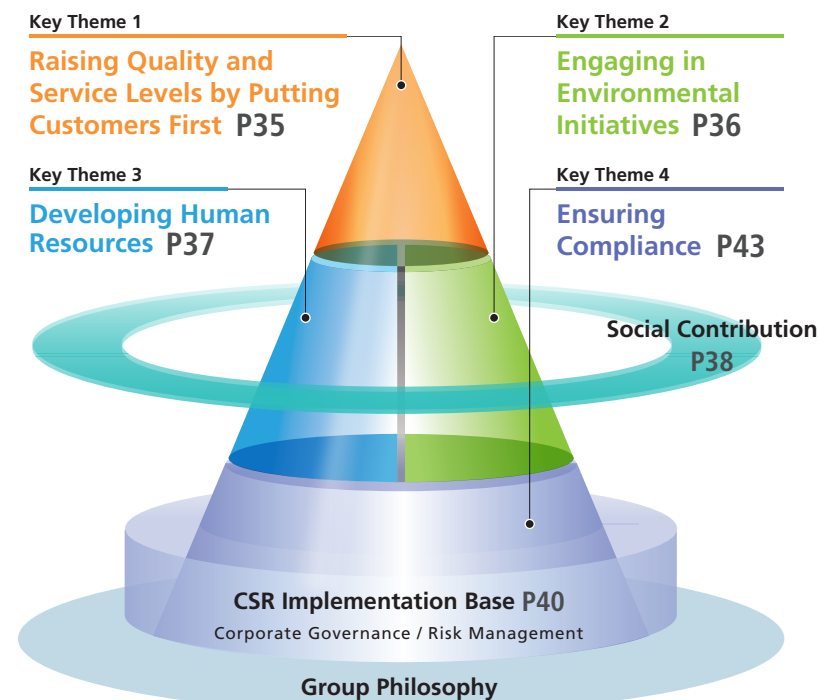 Key Theme 1
Raising Quality and
Service Levels by Putting
Customers First P35
Key Theme 2
Engaging in
Environmental
Initiatives P36
Key Theme 3
Developing Human
Resources P37
Key Theme 4
Ensuring
Compliance P43
Social Contribution
P38
CSR Implementation Base P40
Corporate Governance / Risk Management
Group Philosophy